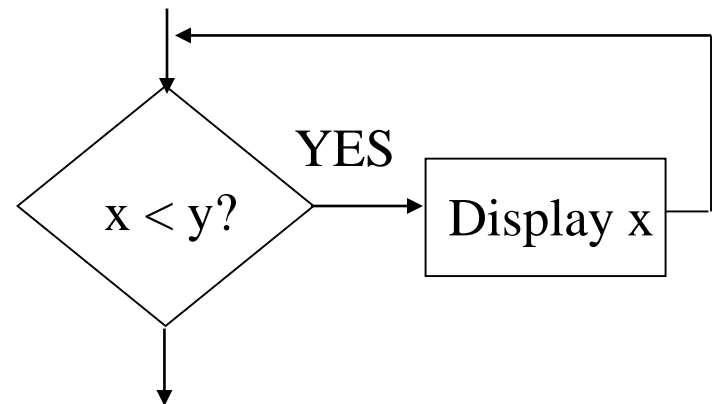 YES
x < y?
Display x